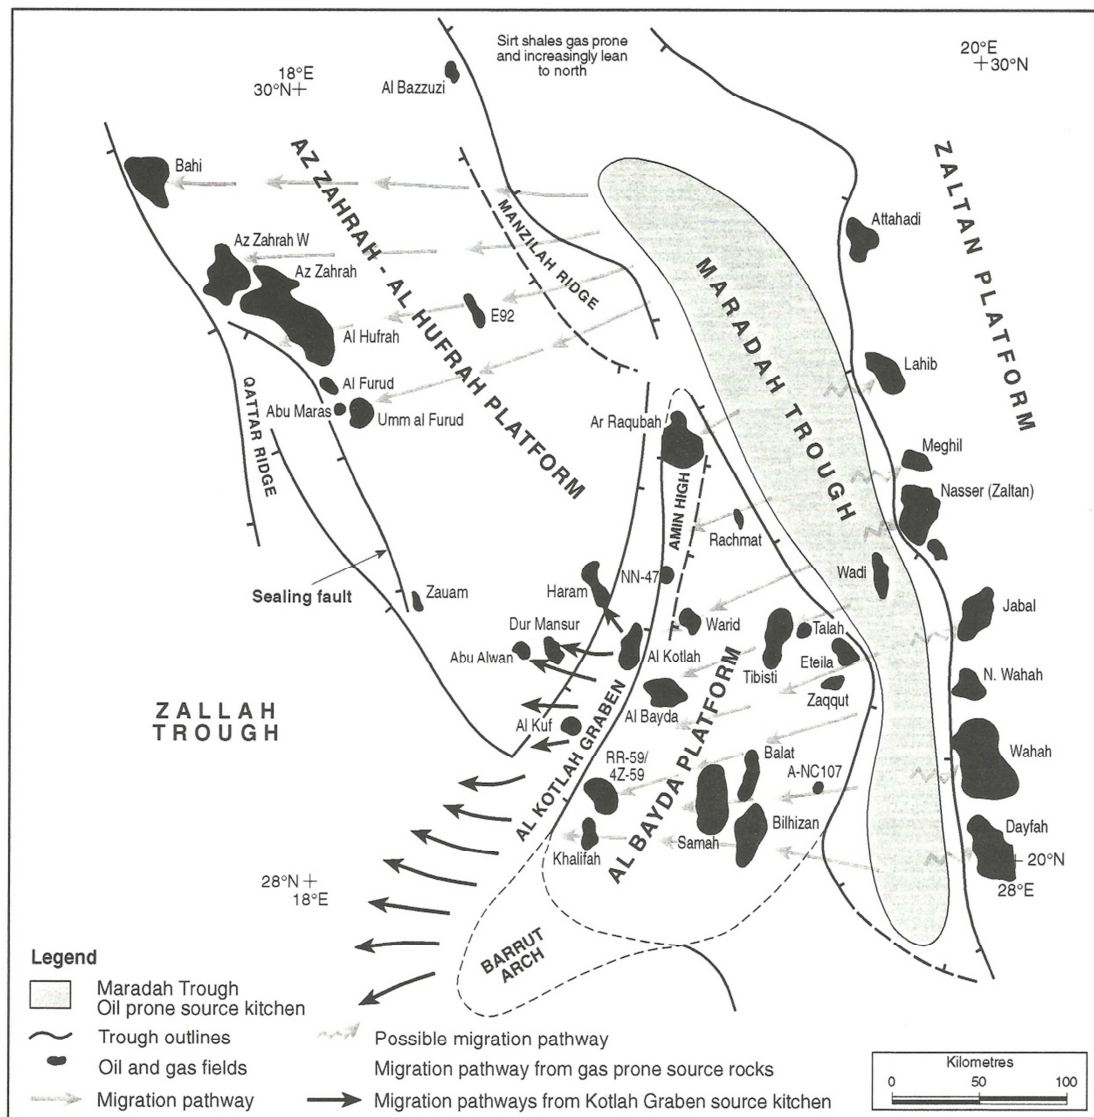 Sirt shales gas prone
and increasingly lean
to north
20°E
+30°N
18°E
30°N+
Al Bazzuzi
Bahi
AZ ZAHRAH - AL HUFRAH PLATFORM
MANZILAH RIDGE
ZALTAN PLATFORM
Attahadi
Az Zahrah W
Az Zahrah
MARADAH TROUGH
E92
Al Hufrah
Lahib
QATTAR RIDGE
Al Furud
Abu Maras
Umm al Furud
Ar Raqubah
Meghil
Nasser (Zaltan)
AMIN HIGH
Rachmat
Wadi
Sealing fault
Zauam
Haram
NN-47
Jabal
Dur Mansur
Warid
Talah
Abu Alwan
Al Kotlah
Tibisti
Eteila
N. Wahah
Zaqqut
ZALLAH
TROUGH
Al Kuf
Al Bayda
AL KOTLAH GRABEN
AL BAYDA PLATFORM
RR-59/
4Z-59
Balat
A-NC107
Wahah
Bilhizan
Samah
Khalifah
Dayfah
+20°N
28°E
28°N+
18°E
BARRUT
ARCH
Legend
Maradah Trough
Oil prone source kitchen
Trough outlines
Oil and gas fields
Migration pathway
Possible migration pathway
Migration pathway from gas prone source rocks
Migration pathways from Kotlah Graben source kitchen
Kilometres
0 50 100